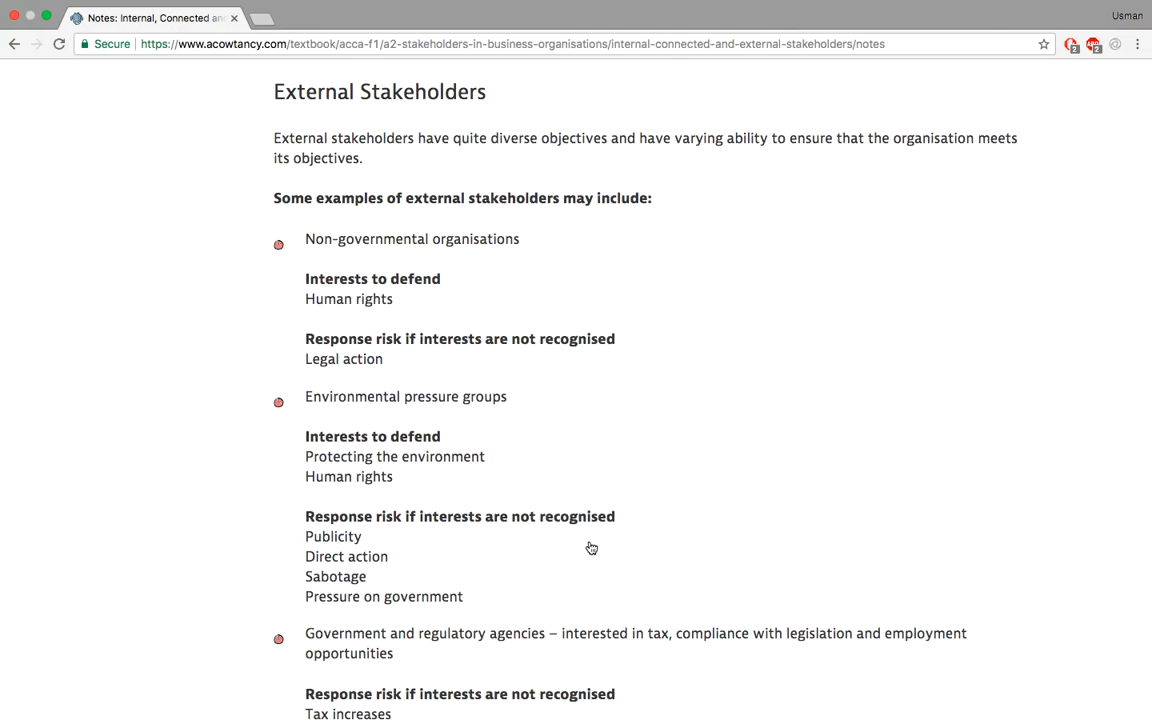 Notes: Internal, Connected and
Usman
Secure
https://www.acowtancy.com/textbook/acca-f1/a2-stakeholders-in-business-organisations/internal-connected-and-external-stakeholders/notes
2
2
External Stakeholders
External stakeholders have quite diverse objectives and have varying ability to ensure that the organisation meets
its objectives.
Some examples of external stakeholders may include:
Non-governmental organisations
Interests to defend
Human rights
Response risk if interests are not recognised
Legal action
Environmental pressure groups
Interests to defend
Protecting the environment
Human rights
Response risk if interests are not recognised
Publicity
Direct action
Sabotage
Pressure on government
Government and regulatory agencies – interested in tax, compliance with legislation and employment
opportunities
Response risk if interests are not recognised
Tax increases